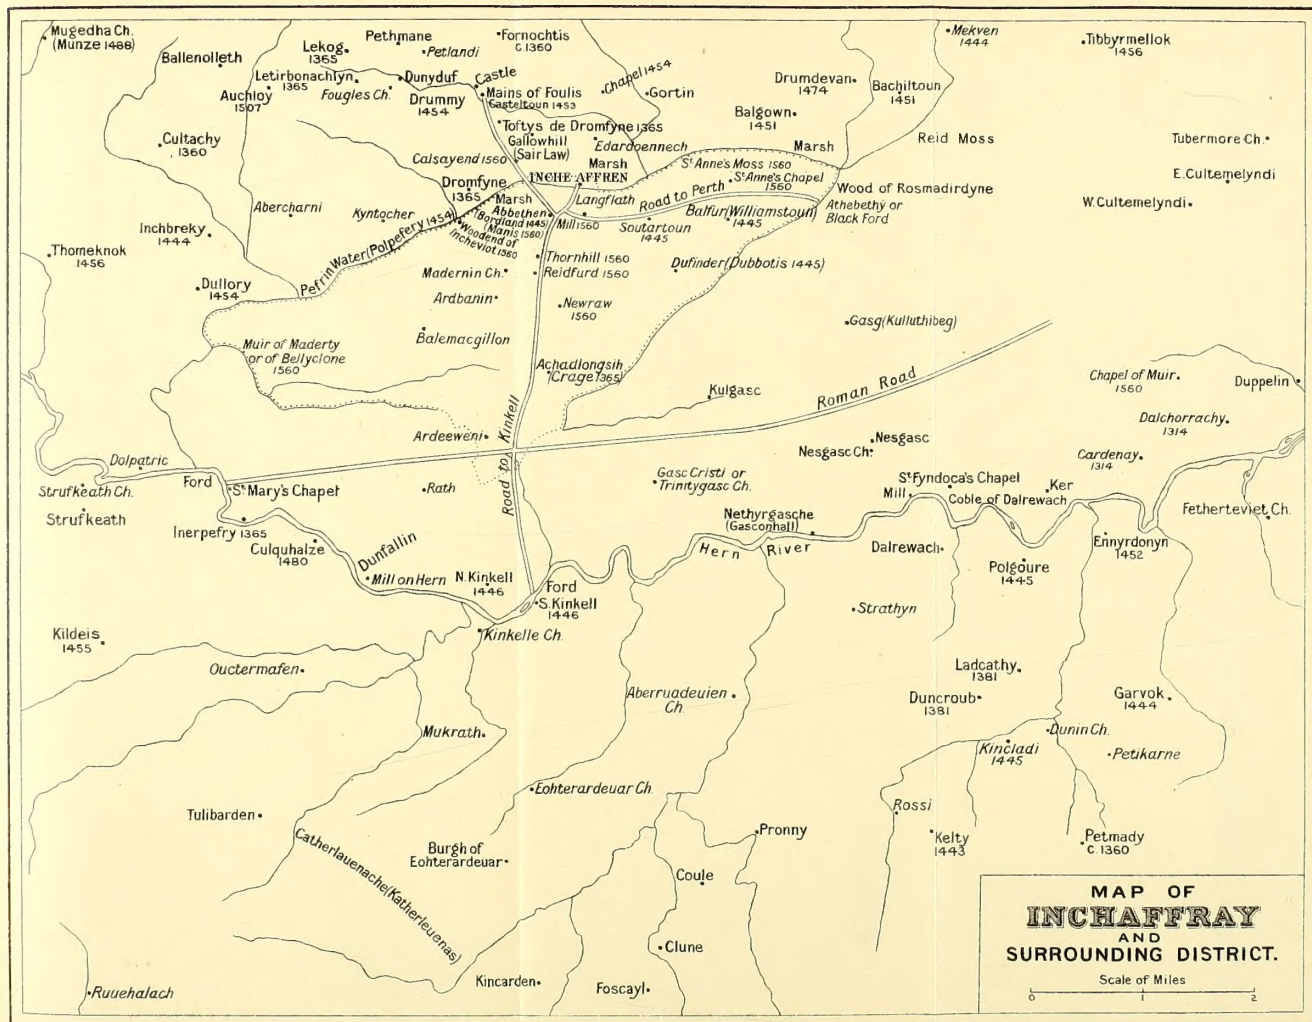 Mugedha Ch.
(Munze 1488)
Ballenolleth
Lekog
1365
Pethmane
Petlandi
Fornochtis
C.1360
Mekven
1444
Tibbyrmellok
1456
Letirbonachlyn
1365
Auchloy
1507
Fougles Ch.
Dunyduf
Drummy
1454
Castle
Mains of Foulis
Casteltoun 1453
Chapel 1454
Gortin
Drumdevan
1474
Bachiltoun
1451
Balgown
1451
Cultachy
1360
Toftys de Dromfyne 1365
Gallowhill
(Sair Law)
Edardoennech
Calsayend 1560
Marsh
INCHE AFFREN
St Anne's Moss 1560
St Anne's Chapel
1560
Marsh
Reid Moss
Tubermore Ch.
E. Cultemelyndi
W. Cultemelyndi
Wood of Rosmadirdyne
Athebethy or
Black Ford
Dromfyne
1365
Marsh
Abbethen
(Bordland 1445)
(Manis 1560)
Woodend of
Incheviot 1560
Langflath
Road to Perth
Mill 1560
Soutartoun
1445
Balfur (Williamstoun)
1445
Abercharni
Kyntocher
Inchbreky
1444
Thomeknok
1456
Dullory
1454
Pefrin Water (Polpefery 1454)
Madernin Ch.
Thornhill 1560
Reidfurd 1560
Dufinder (Dubbotis 1445)
Ardbanin
Newraw
1560
Balemacgillon
Gasg (Kulluthibeg)
Muir of Maderty
or of Bellyclone
1560
Achadlongsih
(Crage 1365)
Kulgasc
Roman Road
Chapel of Muir
1560
Duppelin
Dalchorrachy
1314
Cardenay
1314
Ardeeweni
Road to Kinkell
Nesgasc
Nesgasc Ch.
Dolpatric
Strufkeath Ch.
Strufkeath
Ford
St Mary's Chapel
Rath
Gasc Cristi or
Trinitygasc Ch.
St Fyndoca's Chapel
Mill
Coble of Dalrewach
Ker
Fetherteviet Ch.
Inerpefry 1365
Culquhalze
1480
Dunfallin
Mill on Hern
N. Kinkell
1446
Ford
S. Kinkell
1446
Kinkelle Ch.
Nethyrgasche
(Gasconhall)
Hern River
Dalrewach
Polgoure
1445
Ennyrdonyn
1452
Strathyn
Kildeis
1455
Ouctermafen
Aberruadeuien
Ch.
Ladcathy
1381
Duncroub
1381
Garvok
1444
Mukrath
Dunin Ch.
Kincladi
1445
Petikarne
Eohterardeuar Ch.
Tulibarden
Catherlauenache (Katherleuenas)
Burgh of
Eohterardeuar
Pronny
Rossi
Kelty
1443
Petmady
C.1360
Coule
Clune
Kincarden
Foscayl
Ruuehalach
MAP OF
INCHAFFRAY
AND
SURROUNDING DISTRICT.
Scale of Miles
0 1 2